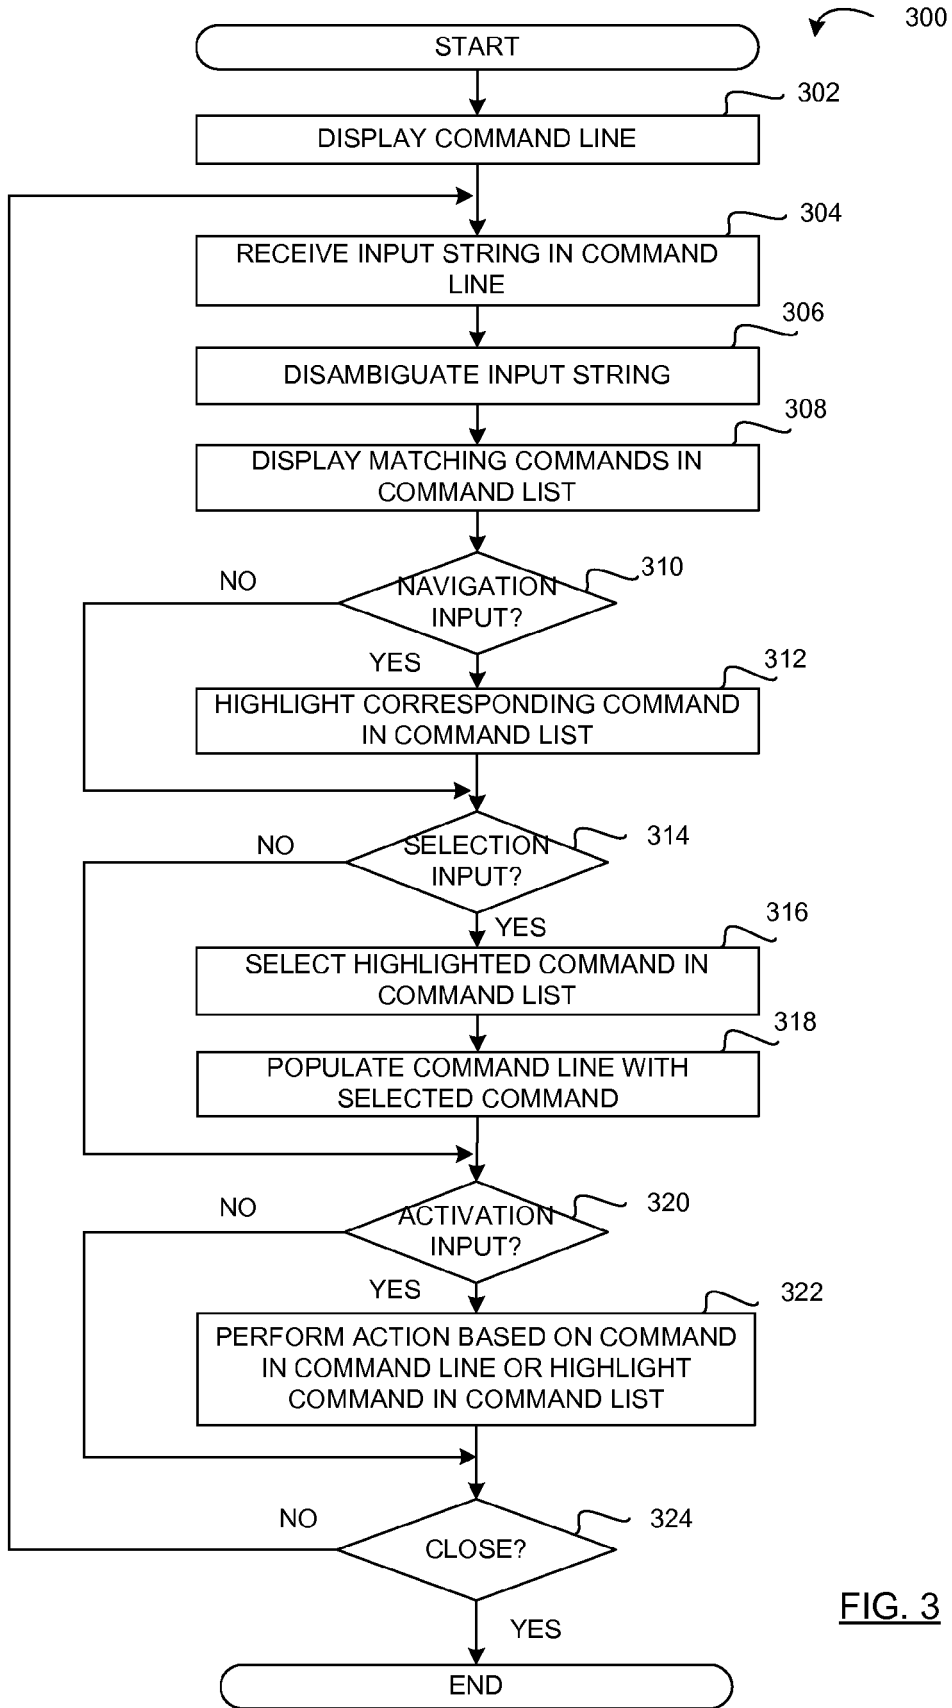 300
START
302
DISPLAY COMMAND LINE
304
RECEIVE INPUT STRING IN COMMAND
LINE
306
DISAMBIGUATE INPUT STRING
308
DISPLAY MATCHING COMMANDS IN
COMMAND LIST
310
NO
NAVIGATION
INPUT?
YES
312
HIGHLIGHT CORRESPONDING COMMAND
IN COMMAND LIST
314
NO
SELECTION
INPUT?
YES
316
SELECT HIGHLIGHTED COMMAND IN
COMMAND LIST
318
POPULATE COMMAND LINE WITH
SELECTED COMMAND
320
NO
ACTIVATION
INPUT?
YES
322
PERFORM ACTION BASED ON COMMAND
IN COMMAND LINE OR HIGHLIGHT
COMMAND IN COMMAND LIST
324
NO
CLOSE?
YES
FIG. 3
END